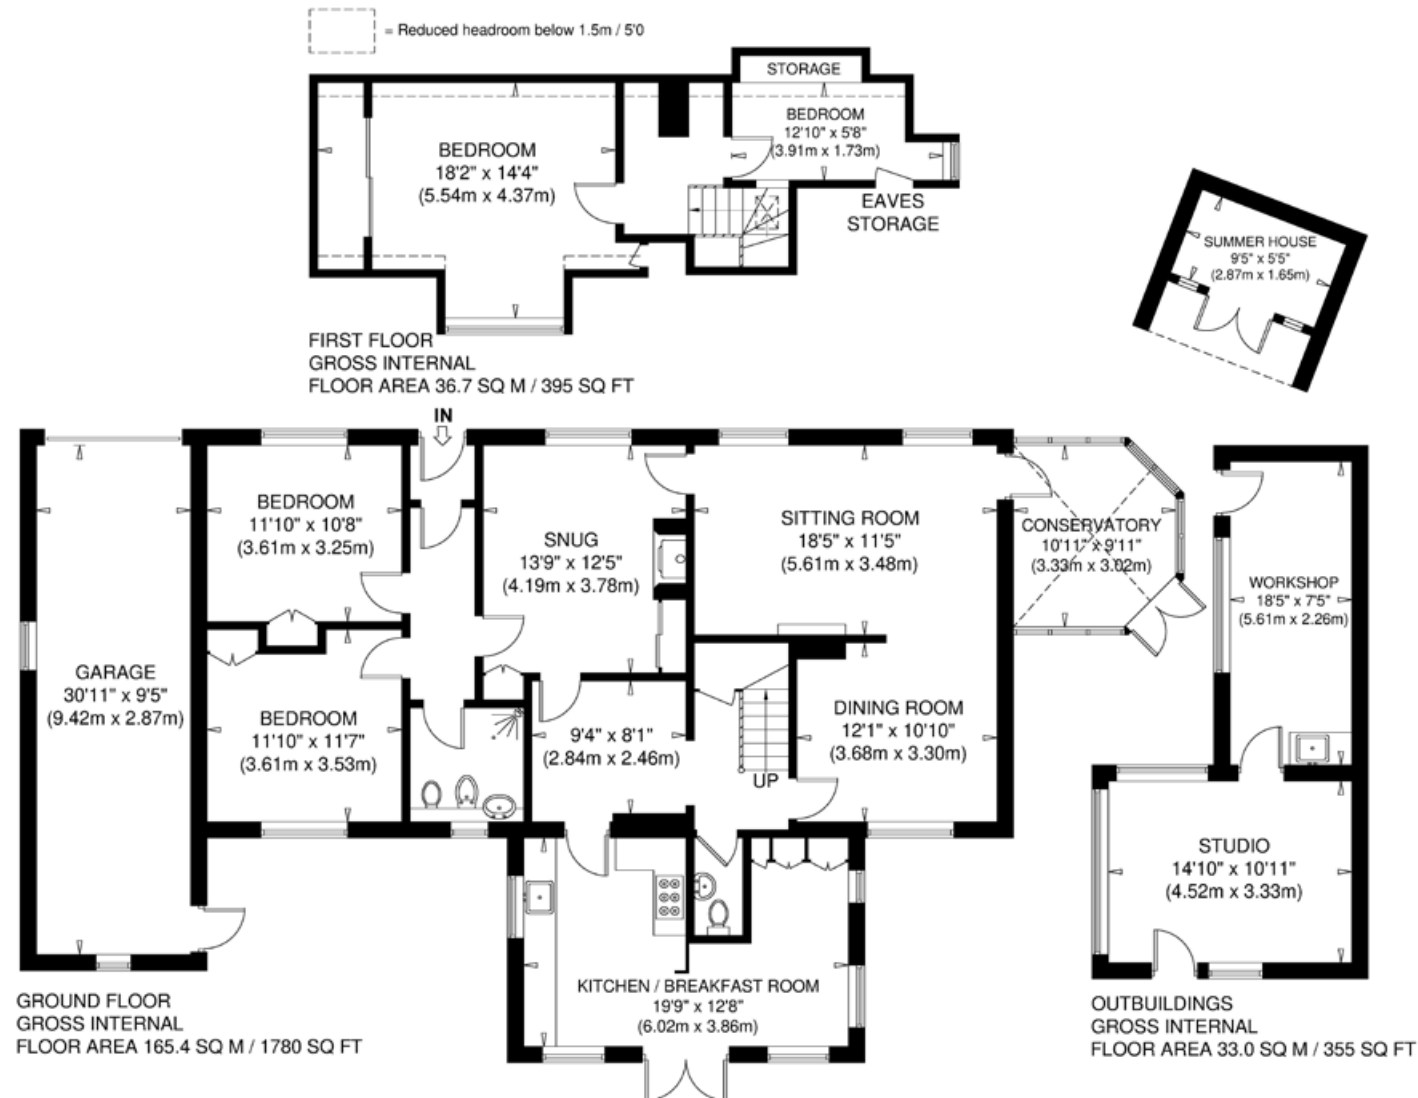 = Reduced headroom below 1.5m / 5'0
STORAGE
BEDROOM
12'10" x 5'8"
(3.91m x 1.73m)
BEDROOM
18'2" x 14'4"
(5.54m x 4.37m)
EAVES
STORAGE
SUMMER HOUSE
9'5" x 5'5"
(2.87m x 1.65m)
FIRST FLOOR
GROSS INTERNAL
FLOOR AREA 36.7 SQ M / 395 SQ FT
IN
BEDROOM
11'10" x 10'8"
(3.61m x 3.25m)
SNUG
13'9" x 12'5"
(4.19m x 3.78m)
SITTING ROOM
18'5" x 11'5"
(5.61m x 3.48m)
CONSERVATORY
10'11" x 9'11"
(3.33m x 3.02m)
WORKSHOP
18'5" x 7'5"
(5.61m x 2.26m)
GARAGE
30'11" x 9'5"
(9.42m x 2.87m)
BEDROOM
11'10" x 11'7"
(3.61m x 3.53m)
9'4" x 8'1"
(2.84m x 2.46m)
UP
DINING ROOM
12'1" x 10'10"
(3.68m x 3.30m)
STUDIO
14'10" x 10'11"
(4.52m x 3.33m)
KITCHEN / BREAKFAST ROOM
19'9" x 12'8"
(6.02m x 3.86m)
GROUND FLOOR
GROSS INTERNAL
FLOOR AREA 165.4 SQ M / 1780 SQ FT
OUTBUILDINGS
GROSS INTERNAL
FLOOR AREA 33.0 SQ M / 355 SQ FT